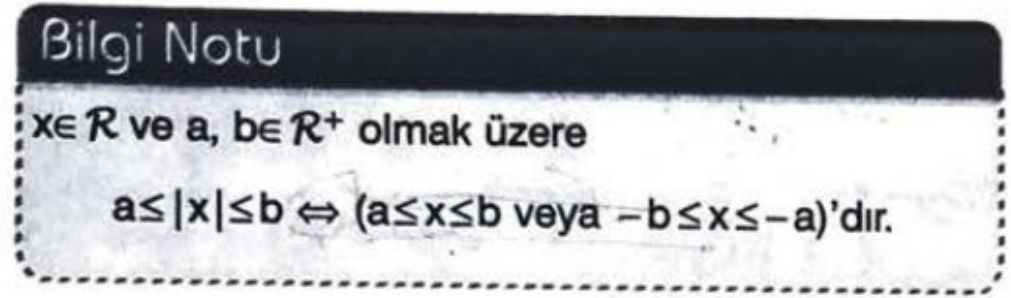 Bilgi Notu
x∈ R ve a, b∈ R⁺ olmak üzere
a≤|x|≤b ⇔ (a≤x≤b veya −b≤x≤−a)'dır.